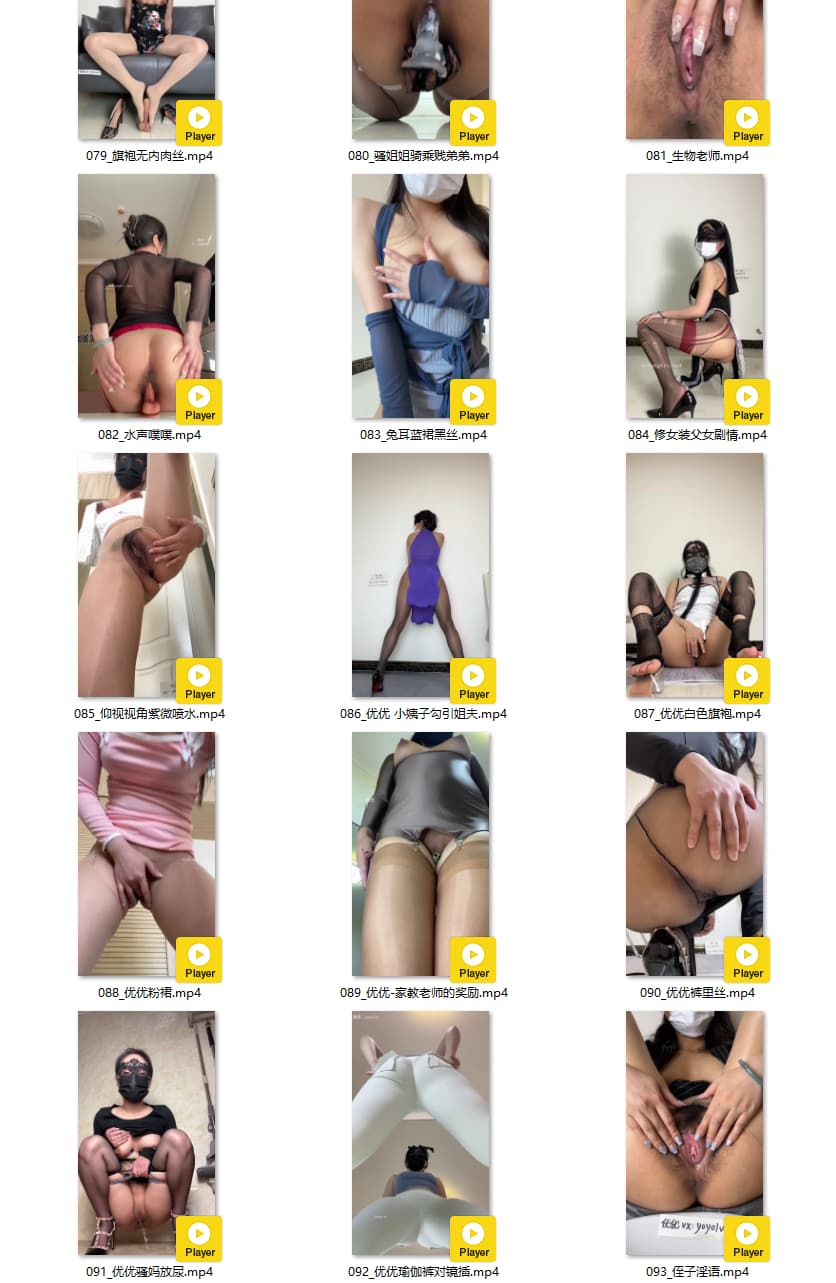 Player
Player
Player
079_旗袍无内肉丝.mp4
080_骚姐姐骑乘贱弟弟.mp4
081_生物老师.mp4
Player
Player
Player
082_水声噗噗.mp4
083_兔耳蓝裙黑丝.mp4
084_修女装父女剧情.mp4
Player
Player
Player
085_仰视视角紫微喷水.mp4
086_优优 小姨子勾引姐夫.mp4
087_优优白色旗袍.mp4
Player
Player
Player
088_优优粉裙.mp4
089_优优-家教老师的奖励.mp4
090_优优裤里丝.mp4
优优 vx: yoyo1v
Player
Player
Player
091_优优骚妈放尿.mp4
092_优优瑜伽裤对镜插.mp4
093_侄子淫语.mp4